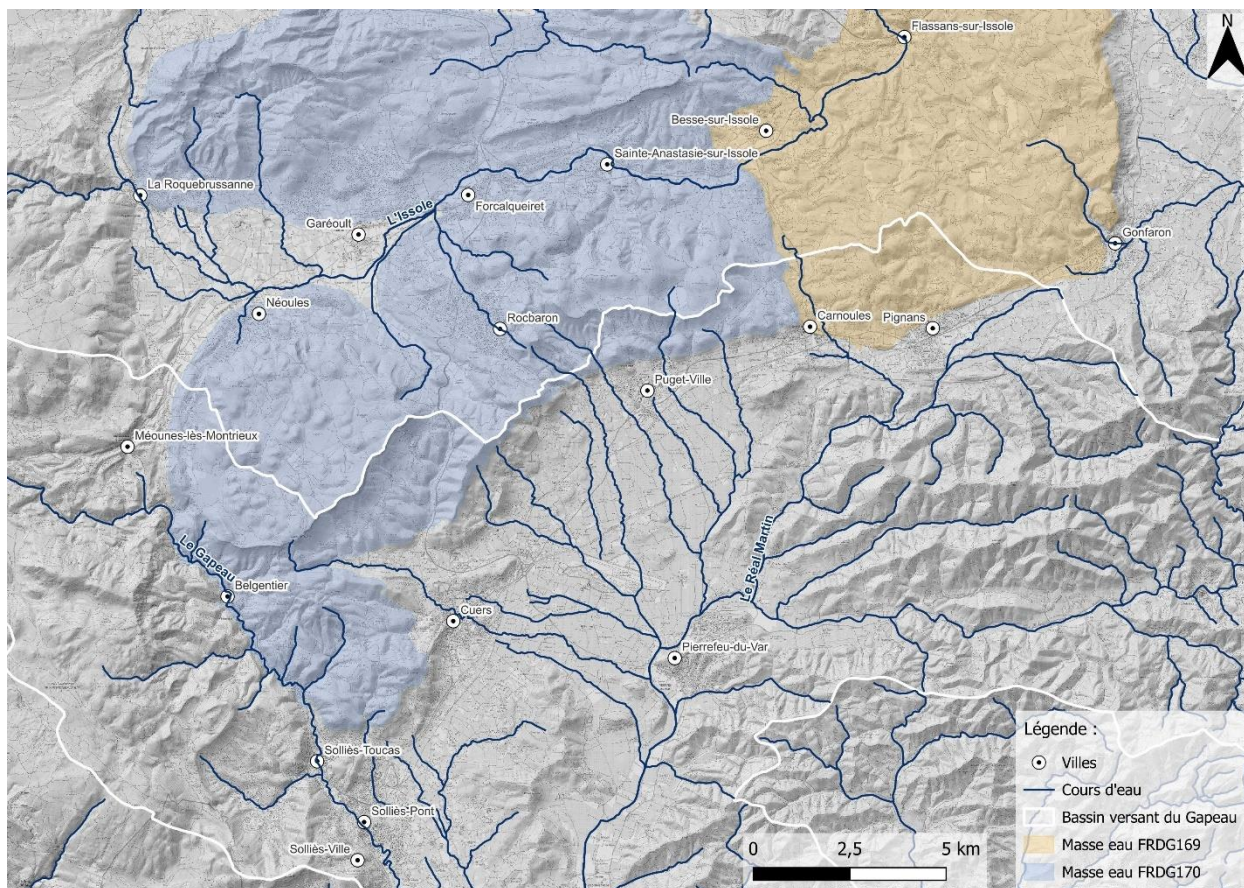 Flassans-sur-Issole
N
Besse-sur-Issole
Sainte-Anastasie-sur-Issole
La Roquebrussanne
Forcalqueiret
L'Issole
Garéoult
Gonfaron
Néoules
Rocbaron
Carnoules
Pignans
Puget-Ville
Méounes-lès-Montrieux
Le Gapeau
Le Réal Martin
Belgentier
Cuers
Pierrefeu-du-Var
Solliès-Toucas
Solliès-Pont
Solliès-Ville
0 2,5 5 km
Légende :
Villes
Cours d'eau
Bassin versant du Gapeau
Masse eau FRDG169
Masse eau FRDG170